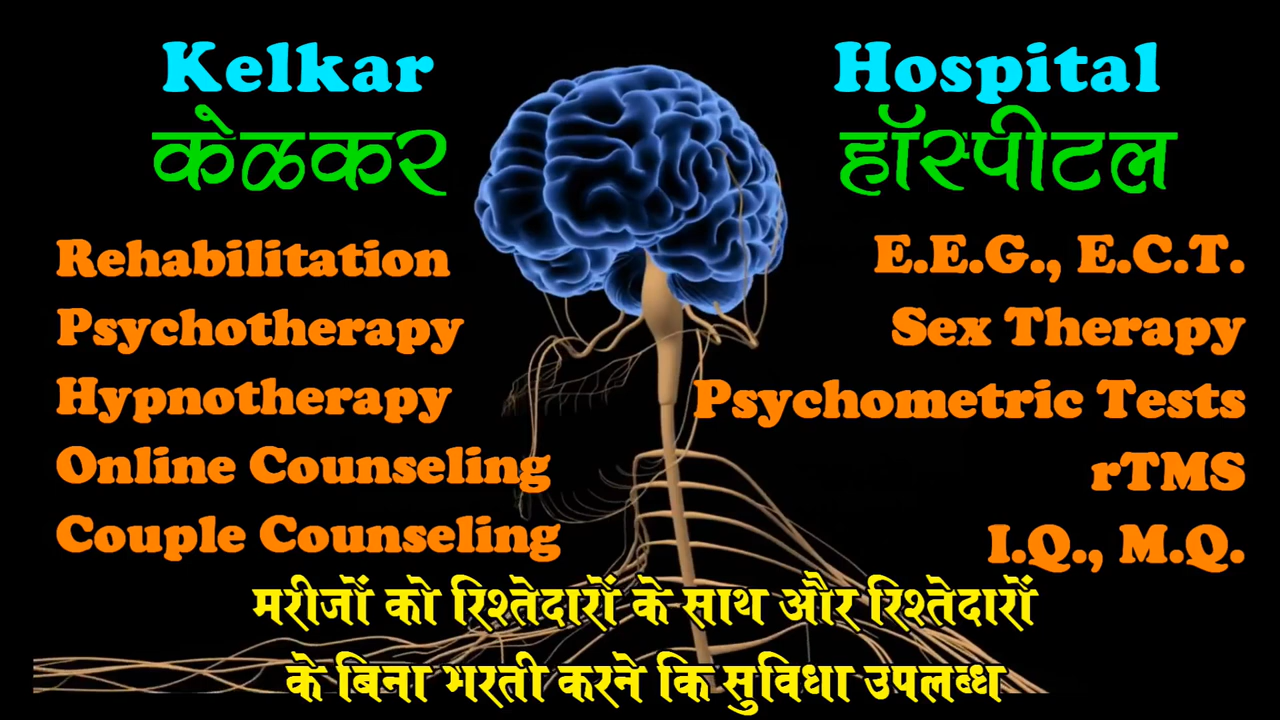 Kelkar Hospital
केळकर हॉस्पीटल
Rehabilitation
Psychotherapy
Hypnotherapy
Online Counseling
Couple Counseling
E.E.G., E.C.T.
Sex Therapy
Psychometric Tests
rTMS
I.Q., M.Q.
मरीजों को रिश्तेदारों के साथ और रिश्तेदारों
के बिना भरती करने कि सुविधा उपलब्ध